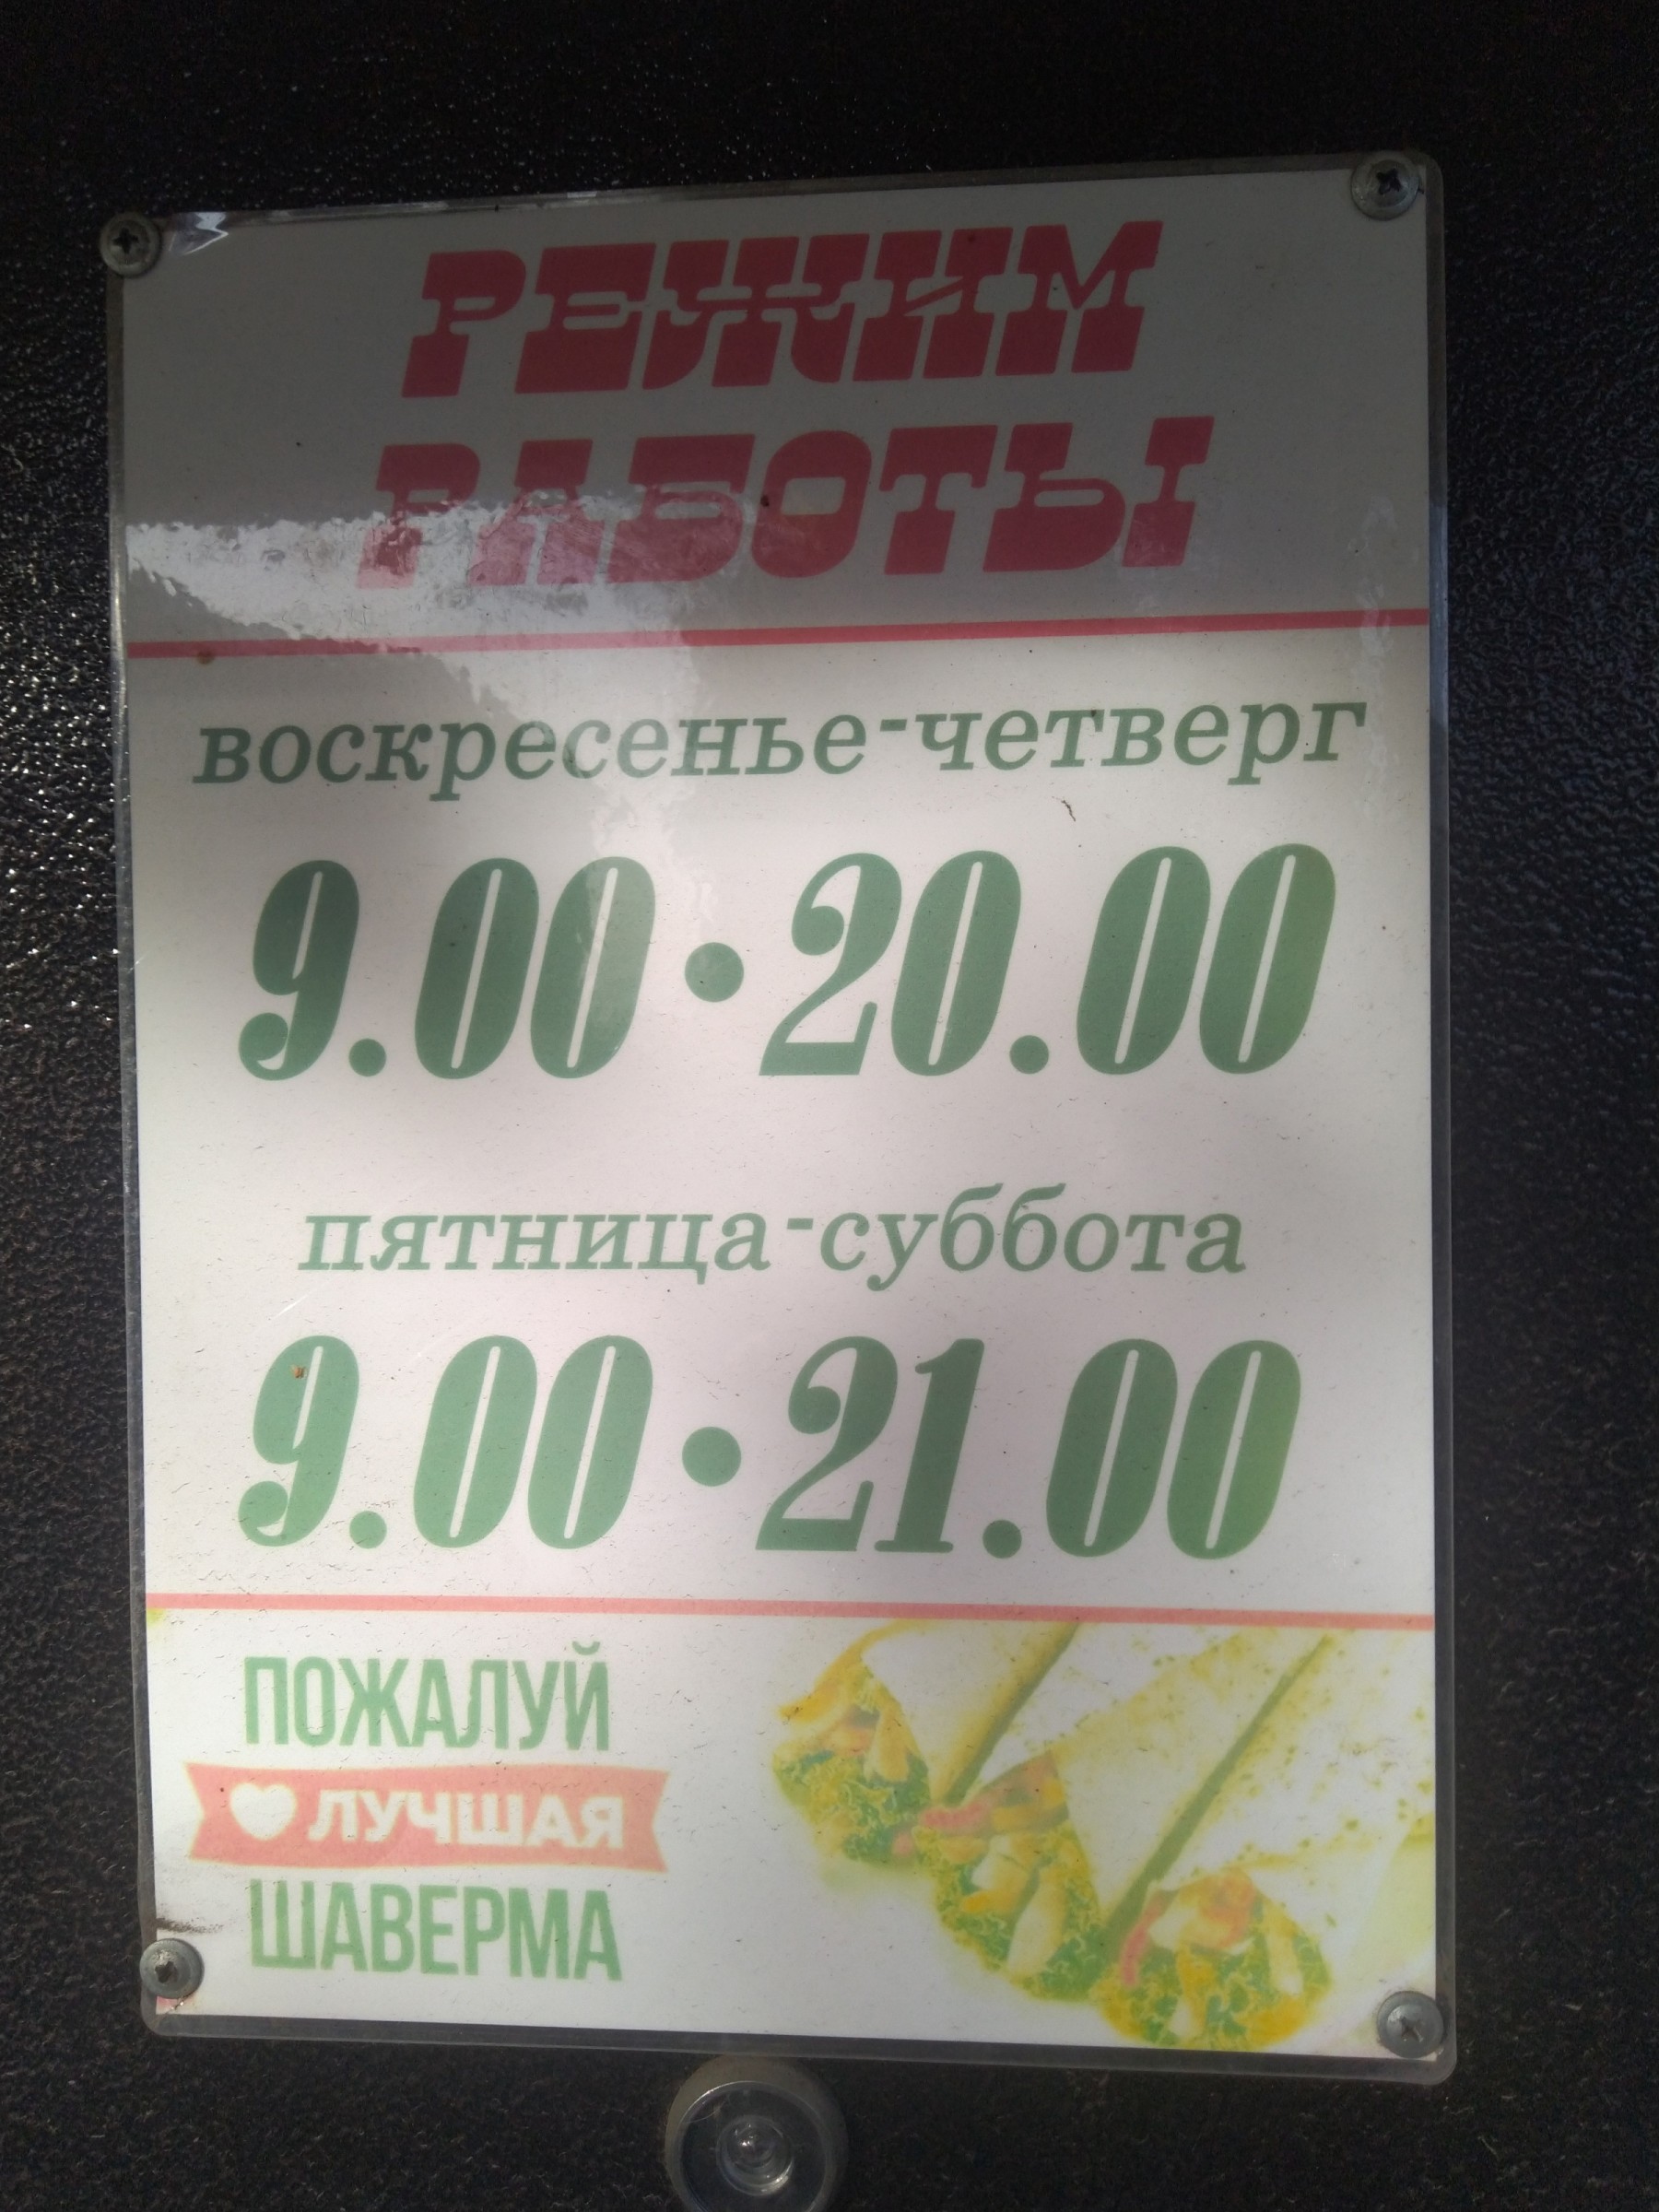 РЕЖИМ
РАБОТЫ
воскресенье-четверг
9.00•20.00
пятница-суббота
9.00•21.00
ПОЖАЛУЙ
ЛУЧШАЯ
ШАВЕРМА